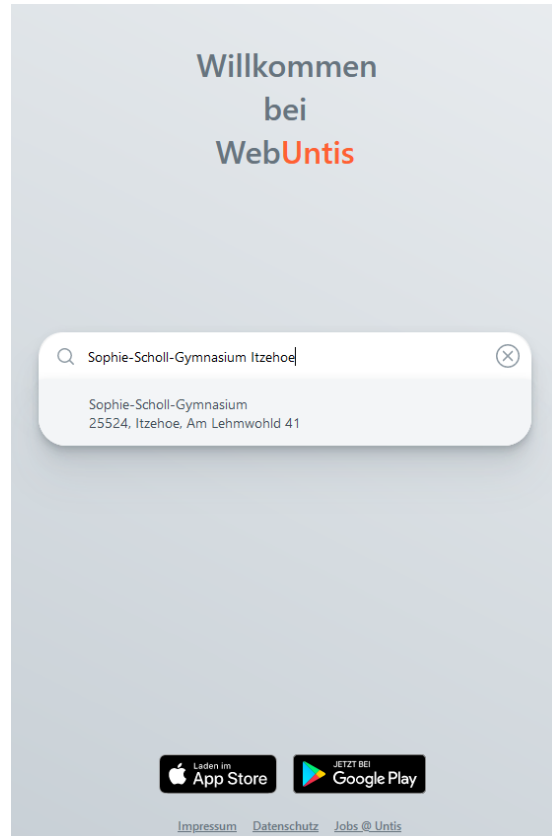 Willkommen
bei
WebUntis
Sophie-Scholl-Gymnasium Itzehoe
Sophie-Scholl-Gymnasium
25524, Itzehoe, Am Lehmwohld 41
Laden im
App Store
JETZT BEI
Google Play
Impressum Datenschutz Jobs @ Untis